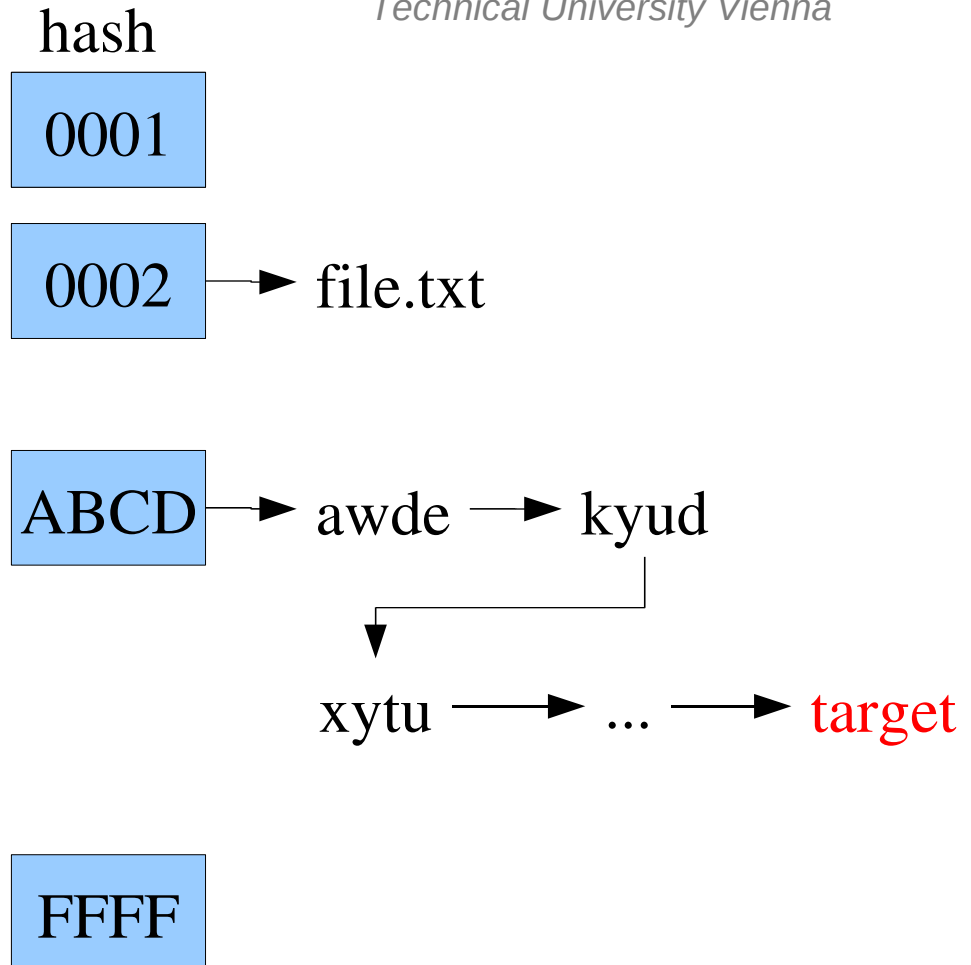 Technical University Vienna
hash
0001
0002 file.txt
ABCD awde kyud
xytu ... target
FFFF